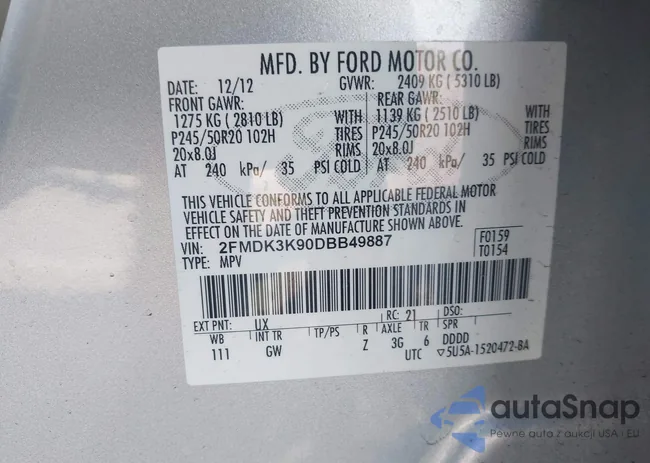 MFD. BY FORD MOTOR CO.
DATE: 12/12 GVWR: 2409 KG ( 5310 LB)
FRONT GAWR: REAR GAWR:
1275 KG ( 2810 LB) WITH 1139 KG ( 2510 LB) WITH
P245/50R20 102H TIRES P245/50R20 102H TIRES
20x8.0J RIMS 20x8.0J RIMS
AT 240 kPa/ 35 PSI COLD AT 240 kPa/ 35 PSI COLD
THIS VEHICLE CONFORMS TO ALL APPLICABLE FEDERAL MOTOR
VEHICLE SAFETY AND THEFT PREVENTION STANDARDS IN
EFFECT ON THE DATE OF MANUFACTURE SHOWN ABOVE.
VIN: 2FMDK3K90DBB49887 F0159
TYPE: MPV T0154
EXT PNT: UX RC: 21 DSO:
WB INT TR TP/PS R AXLE TR SPR
111 GW Z 3G 6 DDDD
UTC ▽5U5A-1520472-BA
autaSnap
Pewne auta z aukcji USA i EU